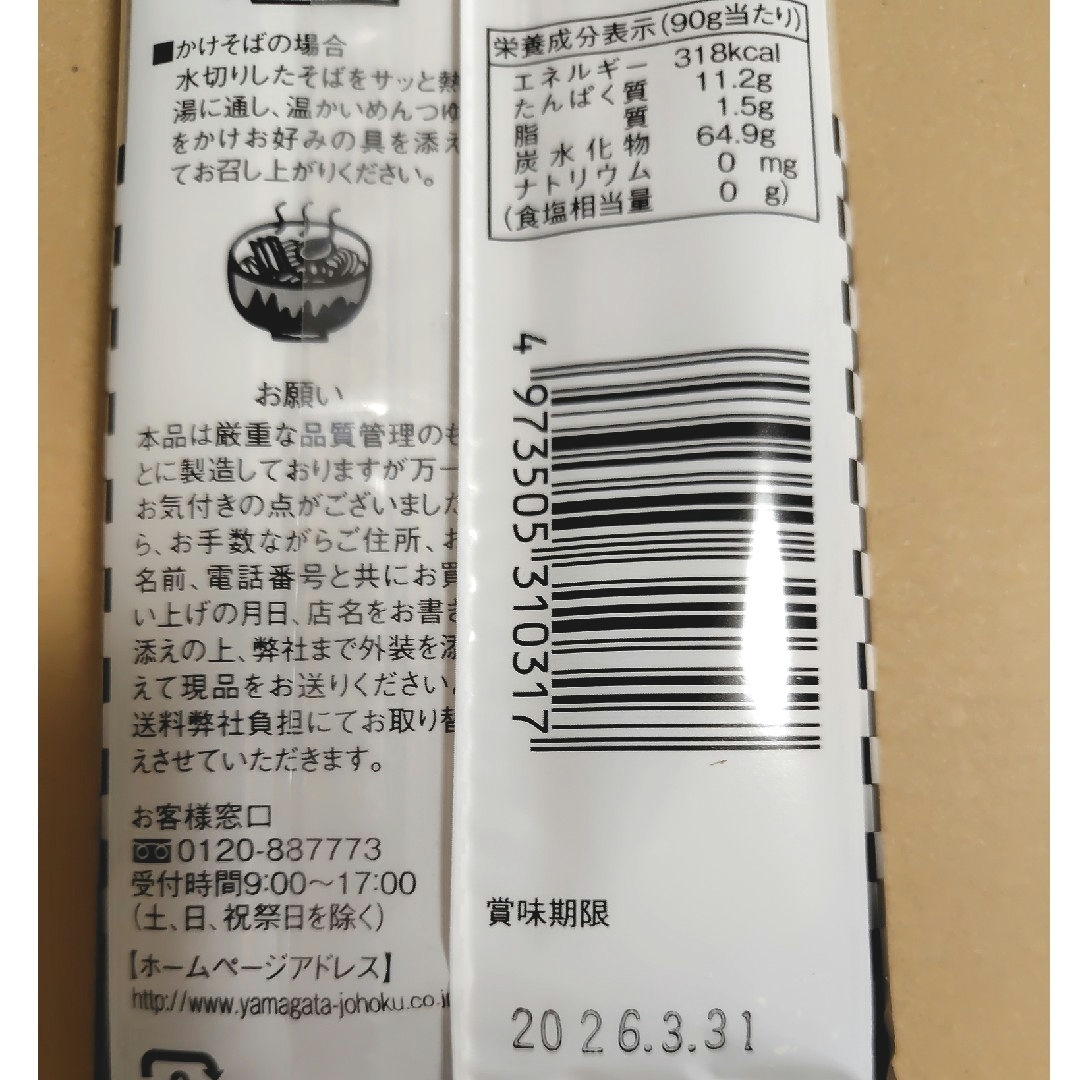 ■かけそばの場合
水切りしたそばをサッと熱
湯に通し、温かいめんつゆ
をかけお好みの具を添え
てお召し上がりください。
お願い
本品は厳重な品質管理のも
とに製造しておりますが万一
お気付きの点がございました
ら、お手数ながらご住所、お
名前、電話番号と共にお買
い上げの月日、店名をお書き
添えの上、弊社まで外装を添
えて現品をお送りください。
送料弊社負担にてお取り替
えさせていただきます。
お客様窓口
0120-887773
受付時間9:00〜17:00
(土、日、祝祭日を除く)
【ホームページアドレス】
http://www.yamagata-johoku.co.j
栄養成分表示(90g当たり)
エネルギー 318kcal
たんぱく質 11.2g
脂質 1.5g
炭水化物 64.9g
ナトリウム 0 mg
(食塩相当量 0 g)
4 973505 310317
賞味期限
2026.3.31